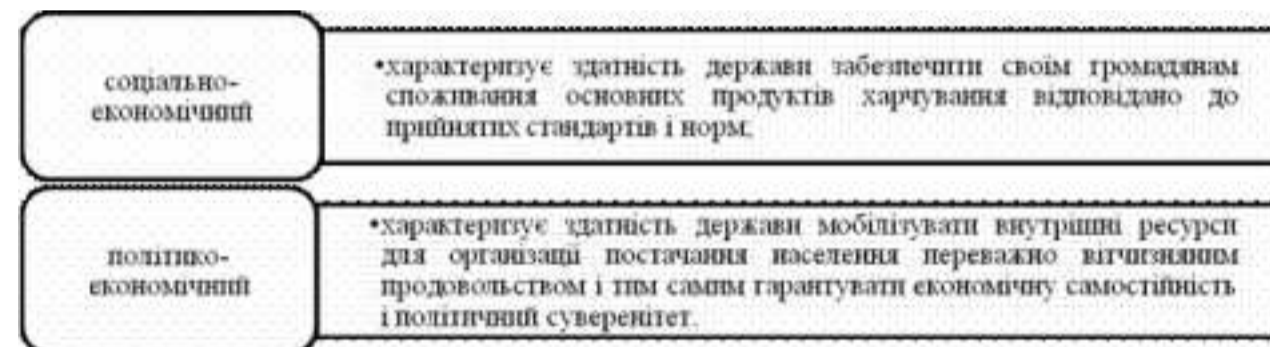 соціально-
економічний
•характеризує здатність держави забезпечити своїм громадянам
споживання основних продуктів харчування відповідано до
прийнятих стандартів і норм;
політико-
економічний
•характеризує здатність держави мобілізувати внутрішні ресурси
для організації постачання населення переважно вітчизняним
продовольством і тим самим гарантувати економічну самостійність
і політичний суверенітет.